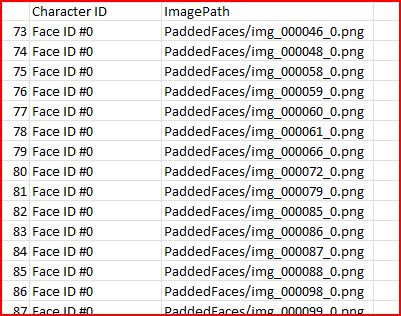 Character ID ImagePath
73 Face ID #0 PaddedFaces/img_000046_0.png
74 Face ID #0 PaddedFaces/img_000048_0.png
75 Face ID #0 PaddedFaces/img_000058_0.png
76 Face ID #0 PaddedFaces/img_000059_0.png
77 Face ID #0 PaddedFaces/img_000060_0.png
78 Face ID #0 PaddedFaces/img_000061_0.png
79 Face ID #0 PaddedFaces/img_000066_0.png
80 Face ID #0 PaddedFaces/img_000072_0.png
81 Face ID #0 PaddedFaces/img_000079_0.png
82 Face ID #0 PaddedFaces/img_000085_0.png
83 Face ID #0 PaddedFaces/img_000086_0.png
84 Face ID #0 PaddedFaces/img_000087_0.png
85 Face ID #0 PaddedFaces/img_000088_0.png
86 Face ID #0 PaddedFaces/img_000098_0.png
87 Face ID #0 PaddedFaces/img_000099_0.png